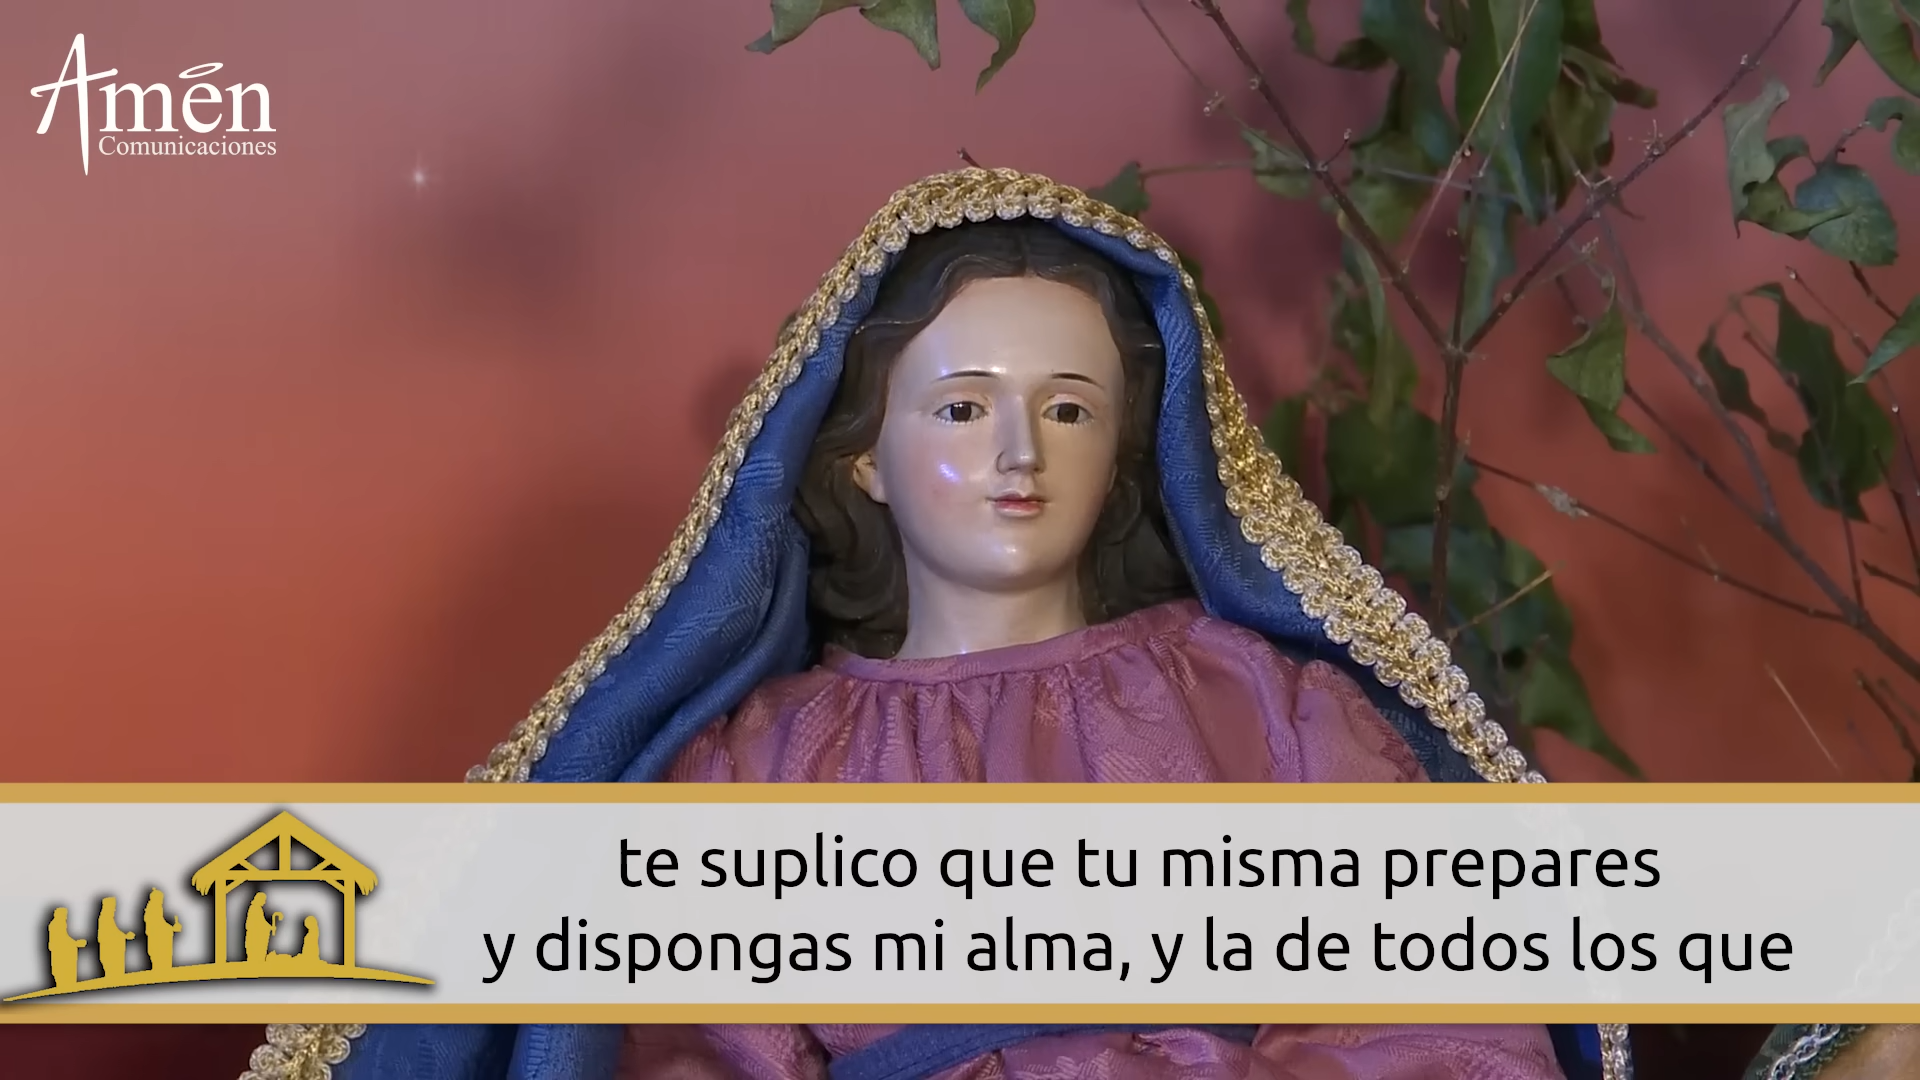 Amén
Comunicaciones
te suplico que tu misma prepares
y dispongas mi alma, y la de todos los que